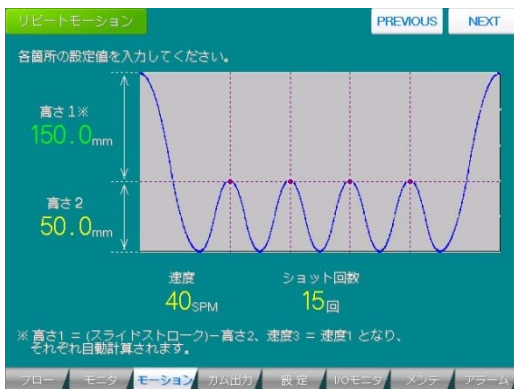 リピートモーション
PREVIOUS
NEXT
各箇所の設定値を入力してください。
高さ1※
150.0mm
高さ2
50.0mm
速度
40SPM
ショット回数
15回
※ 高さ1 = (スライドストローク)-高さ2、速度3 = 速度1 となり、
それぞれ自動計算されます。
フロー
モニタ
モーション
カム出力
設 定
I/Oモニタ
メンテ
アラーム